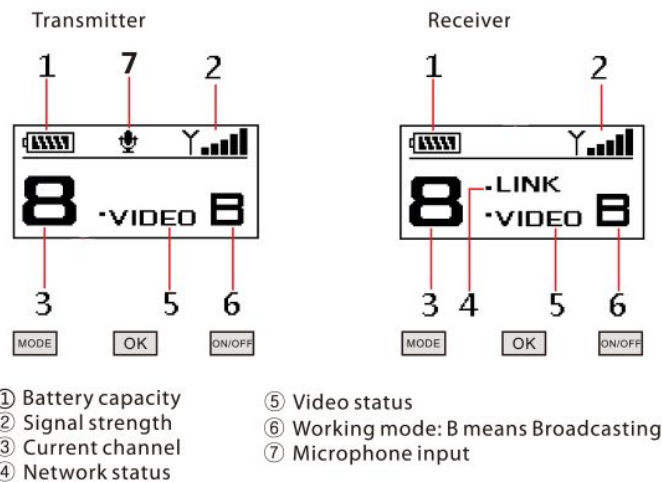 Transmitter Receiver
1 7 2 1 2
8 ·VIDEO B 8 ·LINK
·VIDEO B
3 5 6 3 4 5 6
MODE OK ON/OFF MODE OK ON/OFF
① Battery capacity
② Signal strength
③ Current channel
④ Network status
⑤ Video status
⑥ Working mode: B means Broadcasting
⑦ Microphone input